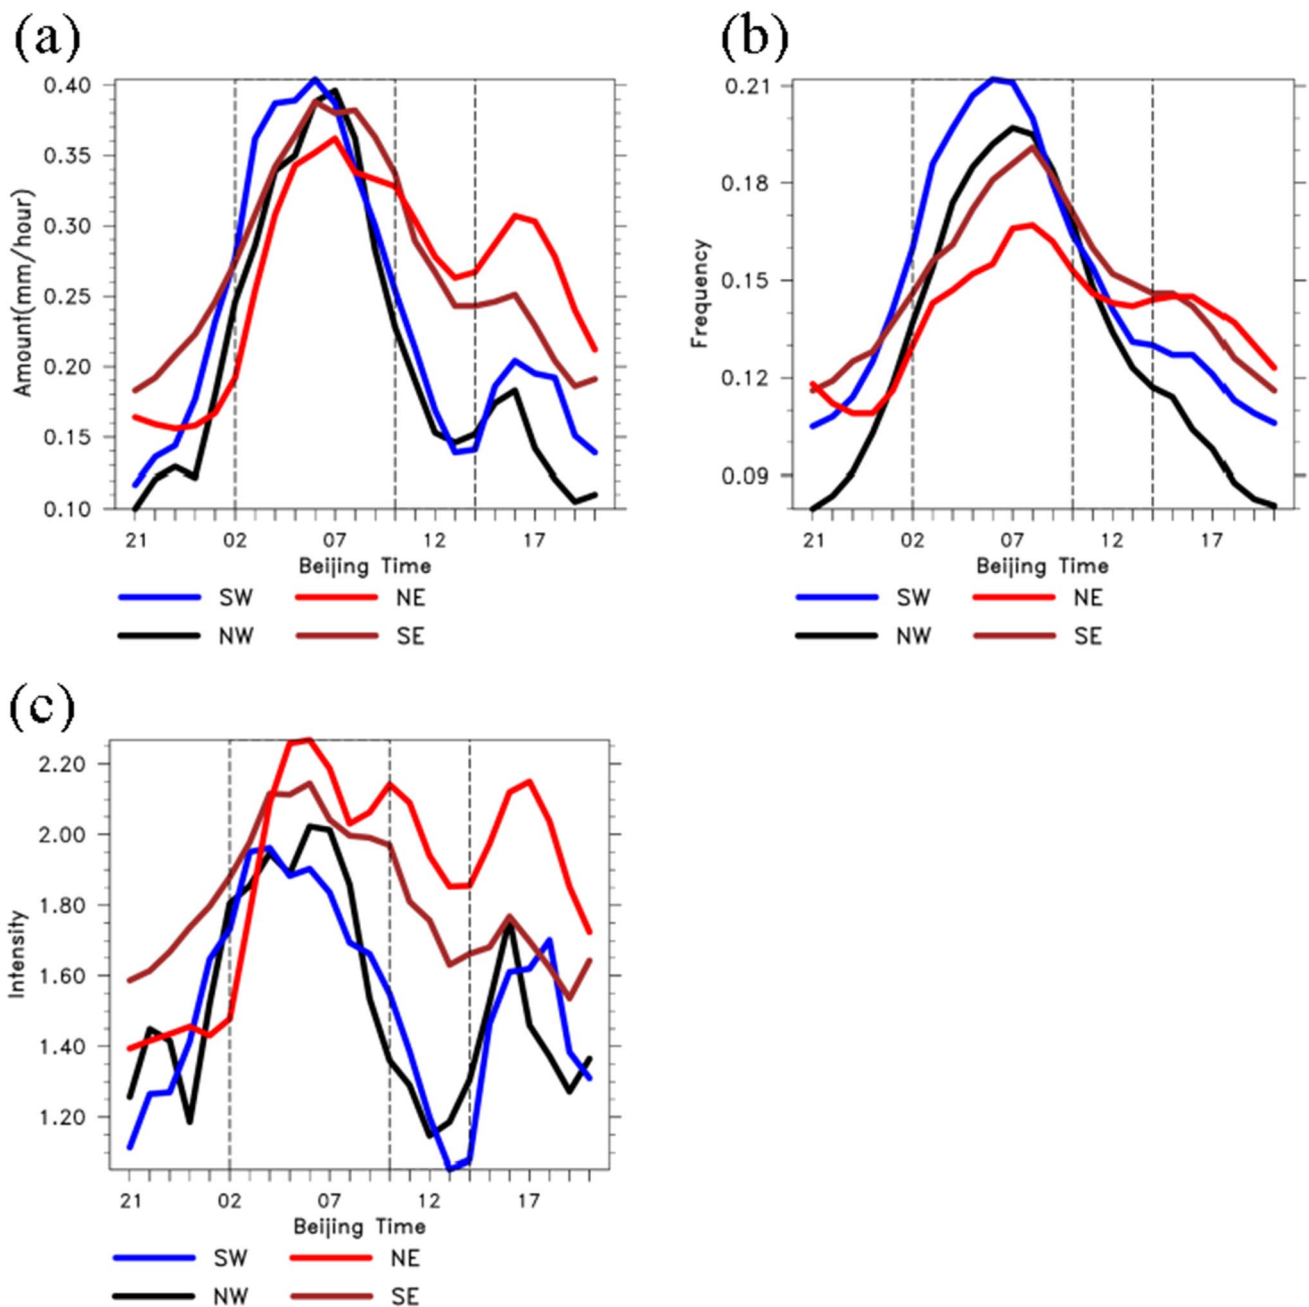 (a)
Amount(mm/hour)
0.40
0.35
0.30
0.25
0.20
0.15
0.10
21 02 07 12 17
Beijing Time
SW NE
NW SE
(b)
Frequency
0.21
0.18
0.15
0.12
0.09
21 02 07 12 17
Beijing Time
SW NE
NW SE
(c)
Intensity
2.20
2.00
1.80
1.60
1.40
1.20
21 02 07 12 17
Beijing Time
SW NE
NW SE